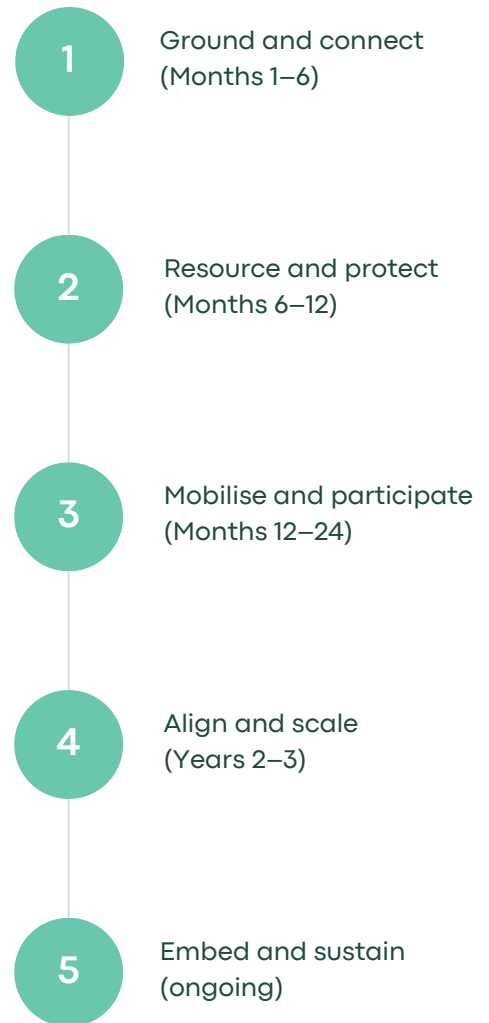 1
Ground and connect
(Months 1–6)
2
Resource and protect
(Months 6–12)
3
Mobilise and participate
(Months 12–24)
4
Align and scale
(Years 2–3)
5
Embed and sustain
(ongoing)